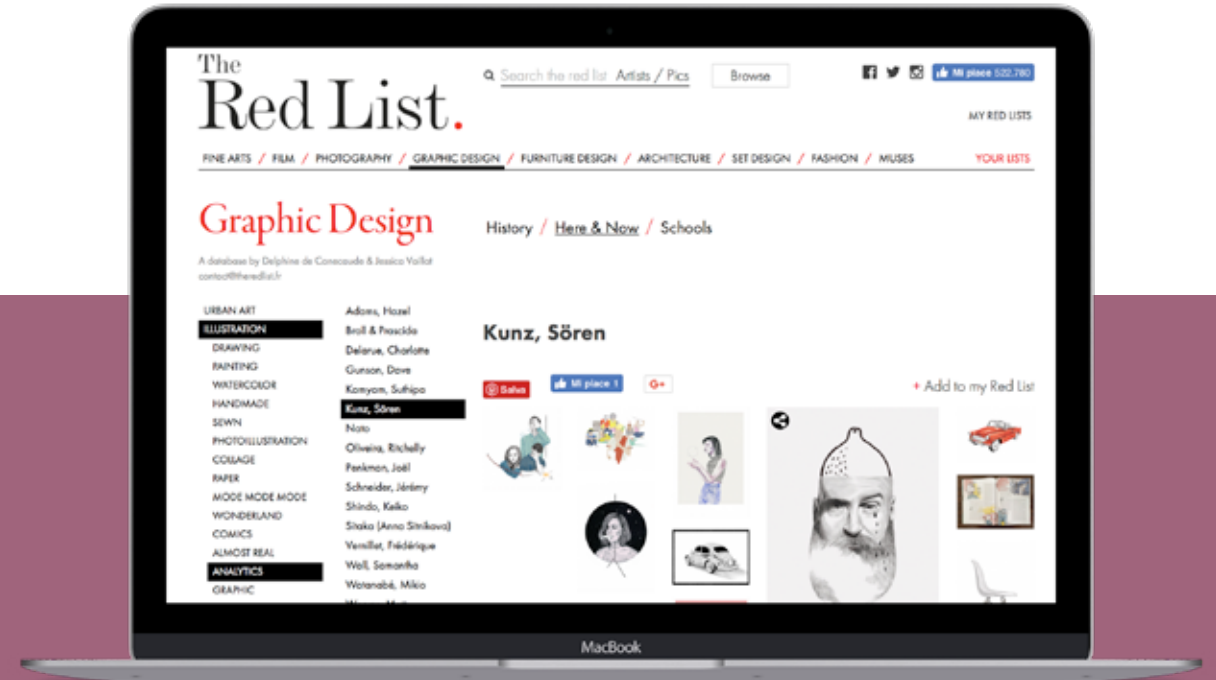 The
Red List.
Search the red list Artists / Pics
Browse
Mi piace 522.780
MY RED LISTS
FINE ARTS / FILM / PHOTOGRAPHY / GRAPHIC DESIGN / FURNITURE DESIGN / ARCHITECTURE / SET DESIGN / FASHION / MUSES
YOUR LISTS
Graphic Design
History / Here & Now / Schools
A database by Delphine de Canecaude & Jessica Vaillat
contact@theredlist.fr
URBAN ART
ILLUSTRATION
DRAWING
PAINTING
WATERCOLOR
HANDMADE
SEWN
PHOTOILLUSTRATION
COLLAGE
PAPER
MODE MODE MODE
WONDERLAND
COMICS
ALMOST REAL
ANALYTICS
GRAPHIC
Adams, Hazel
Broll & Prascida
Delarue, Charlotte
Gunson, Dave
Kamyam, Suthipa
Kunz, Sören
Nato
Oliveira, Ritchelly
Penkman, Joël
Schneider, Jérémy
Shindo, Keiko
Staka (Anna Sitnikova)
Vernillet, Frédérique
Wall, Samantha
Watanabé, Mikio
Kunz, Sören
Salva
Mi piace 1
G+
+ Add to my Red List
MacBook